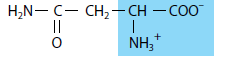 H₂N — C — CH₂ — CH — COO⁻
O NH₃⁺